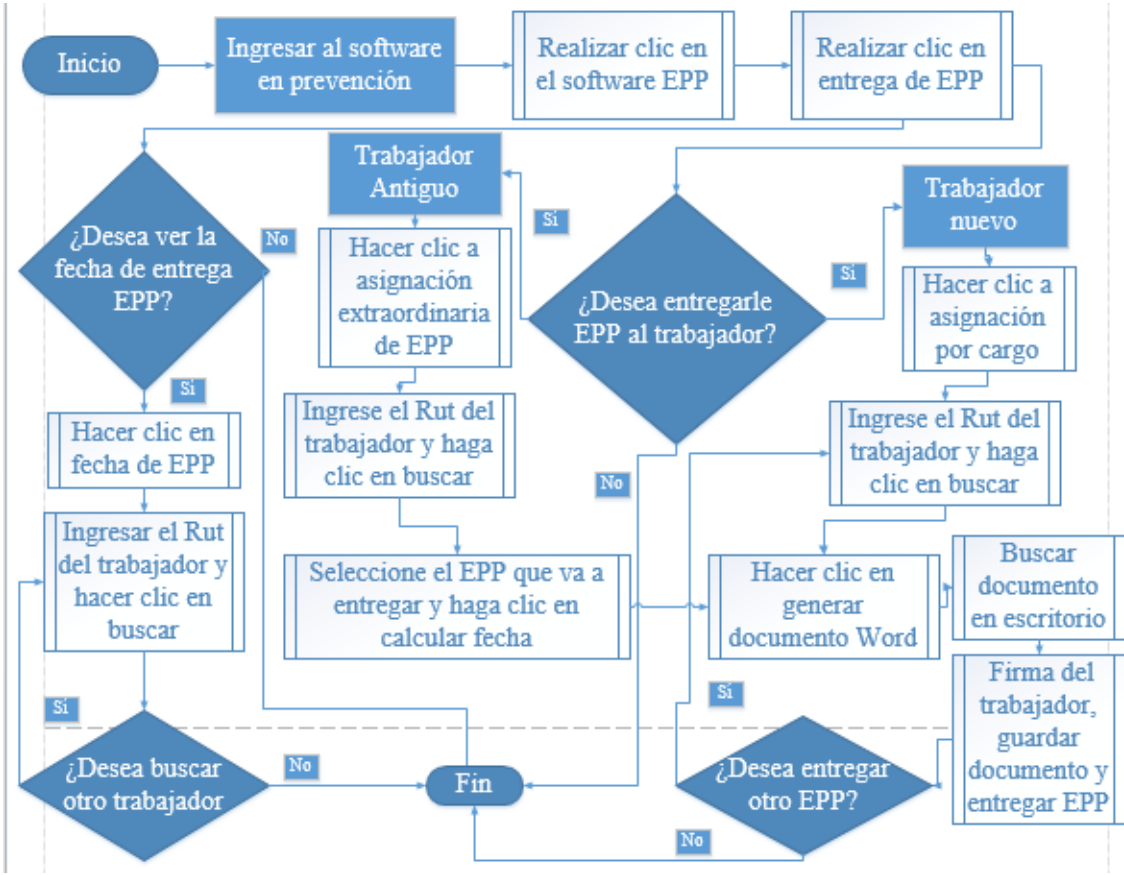 Inicio
Ingresar al software
en prevención
Realizar clic en
el software EPP
Realizar clic en
entrega de EPP
¿Desea ver la
fecha de entrega
EPP?
No
Si
Hacer clic en
fecha de EPP
Ingresar el Rut
del trabajador y
hacer clic en
buscar
Si
¿Desea buscar
otro trabajador
No
Trabajador
Antiguo
Hacer clic a
asignación
extraordinaria
de EPP
Ingrese el Rut del
trabajador y haga
clic en buscar
Seleccione el EPP que va a
entregar y haga clic en
calcular fecha
Si
¿Desea entregarle
EPP al trabajador?
Si
No
Trabajador
nuevo
Hacer clic a
asignación
por cargo
Ingrese el Rut del
trabajador y haga
clic en buscar
Hacer clic en
generar
documento Word
Buscar
documento
en escritorio
Firma del
trabajador,
guardar
documento y
entregar EPP
Si
¿Desea entregar
otro EPP?
No
Fin